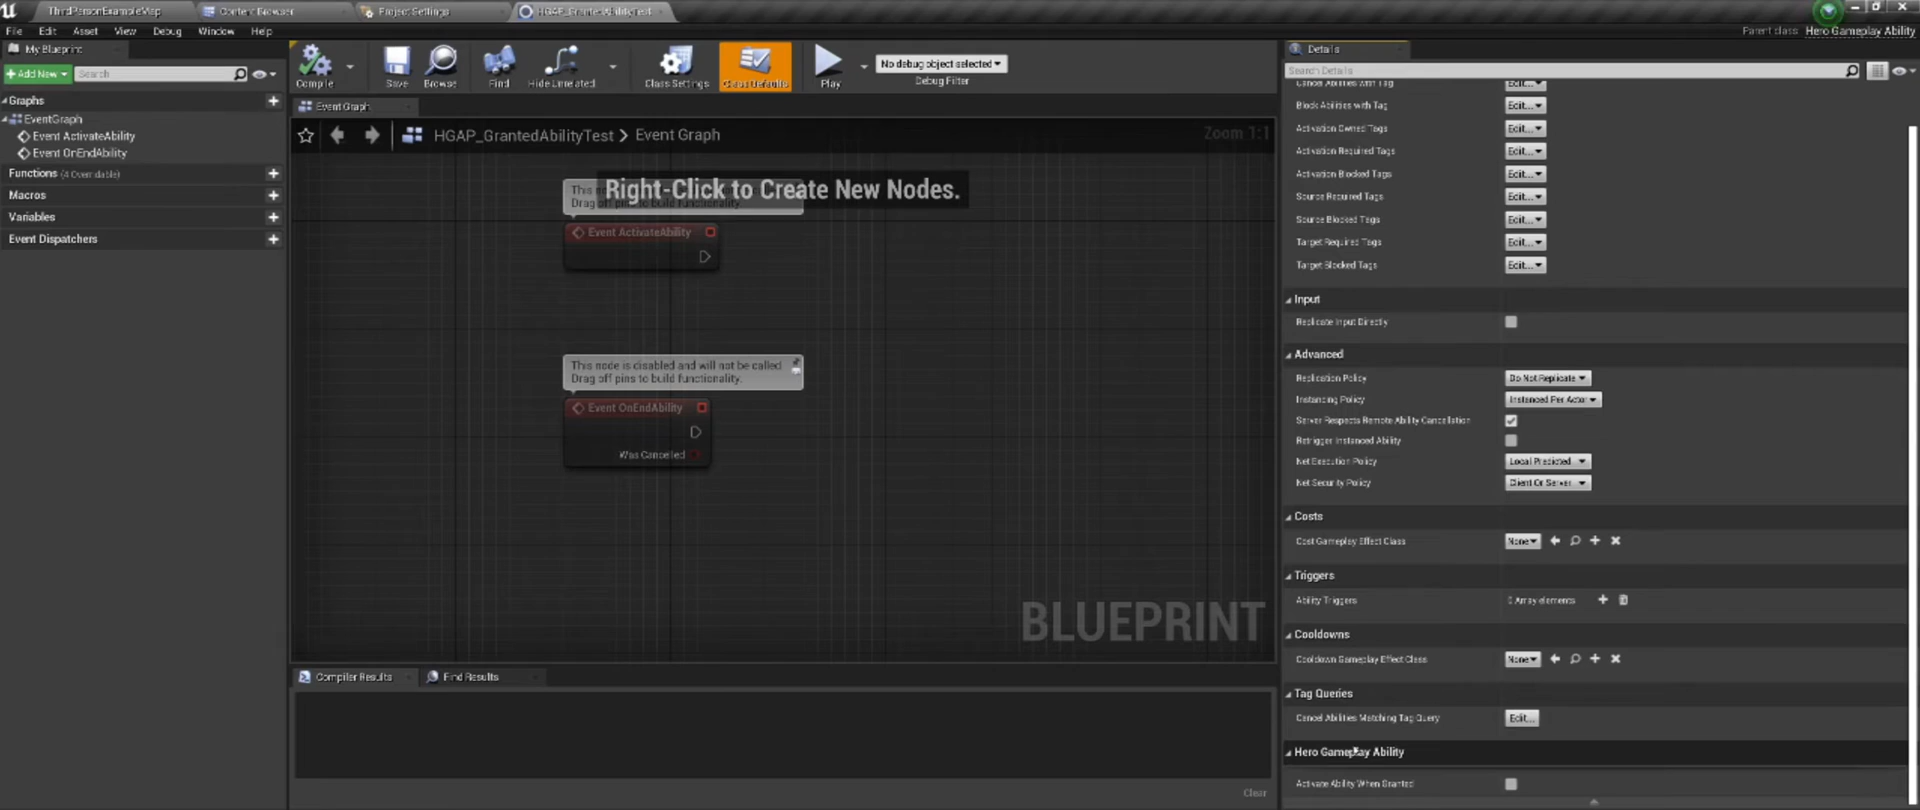 ThirdPersonExampleMap
Content Browser
Project Settings
HGAP_GrantedAbilityTest
File Edit Asset View Debug Window Help
Parent class: Hero Gameplay Ability
My Blueprint
Add New
Search
Graphs
EventGraph
Event ActivateAbility
Event OnEndAbility
Functions (4 Overridable)
Macros
Variables
Event Dispatchers
Compile
Save
Browse
Find
Hide Unrelated
Class Settings
Class Defaults
Play
No debug object selected
Debug Filter
Event Graph
HGAP_GrantedAbilityTest > Event Graph
Zoom 1:1
Right-Click to Create New Nodes.
This
Drag off pins to build functionality.
Event ActivateAbility
This node is disabled and will not be called.
Drag off pins to build functionality.
Event OnEndAbility
Was Cancelled
BLUEPRINT
Compiler Results
Find Results
Clear
Details
Search Details
Cancel Abilities with Tag Edit...
Block Abilities with Tag Edit...
Activation Owned Tags Edit...
Activation Required Tags Edit...
Activation Blocked Tags Edit...
Source Required Tags Edit...
Source Blocked Tags Edit...
Target Required Tags Edit...
Target Blocked Tags Edit...
Input
Replicate Input Directly
Advanced
Replication Policy Do Not Replicate
Instancing Policy Instanced Per Actor
Server Respects Remote Ability Cancellation
Retrigger Instanced Ability
Net Execution Policy Local Predicted
Net Security Policy Client Or Server
Costs
Cost Gameplay Effect Class None
Triggers
Ability Triggers 0 Array elements
Cooldowns
Cooldown Gameplay Effect Class None
Tag Queries
Cancel Abilities Matching Tag Query Edit...
Hero Gameplay Ability
Activate Ability When Granted